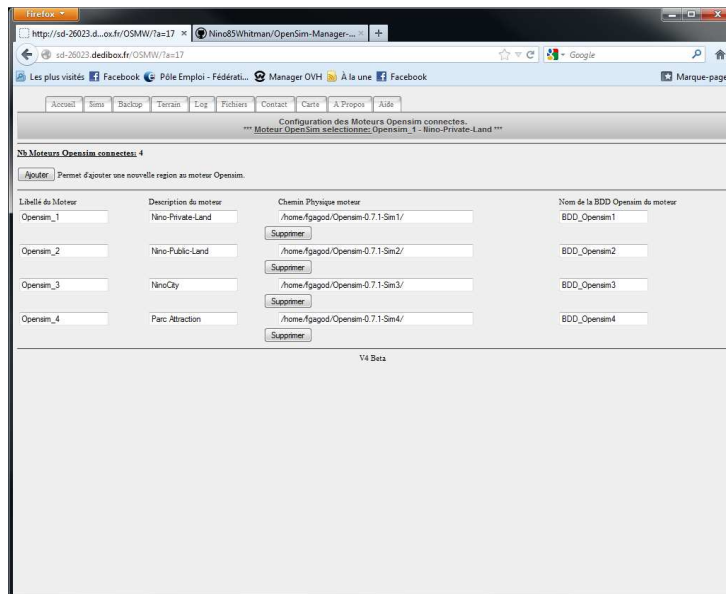 Firefox
http://sd-26023.d...ox.fr/OSMW/?a=17 × Nino85Whitman/OpenSim-Manager-... × +
sd-26023.dedibox.fr/OSMW/?a=17 Google
Les plus visités Facebook Pôle Emploi - Fédérati... Manager OVH À la une Facebook Marque-page
Accueil Sims Backup Terrain Log Fichiers Contact Carte A Propos Aide
Configuration des Moteurs Opensim connectes.
*** Moteur OpenSim selectionne: Opensim_1 - Nino-Private-Land ***
Nb Moteurs Opensim connectes: 4
Ajouter Permet d'ajouter une nouvelle region au moteur Opensim.
Libellé du Moteur Description du moteur Chemin Physique moteur Nom de la BDD Opensim du moteur
Opensim_1 Nino-Private-Land /home/fgagod/Opensim-0.7.1-Sim1/ BDD_Opensim1
Supprimer
Opensim_2 Nino-Public-Land /home/fgagod/Opensim-0.7.1-Sim2/ BDD_Opensim2
Supprimer
Opensim_3 NinoCity /home/fgagod/Opensim-0.7.1-Sim3/ BDD_Opensim3
Supprimer
Opensim_4 Parc Attraction /home/fgagod/Opensim-0.7.1-Sim4/ BDD_Opensim4
Supprimer
V4 Beta